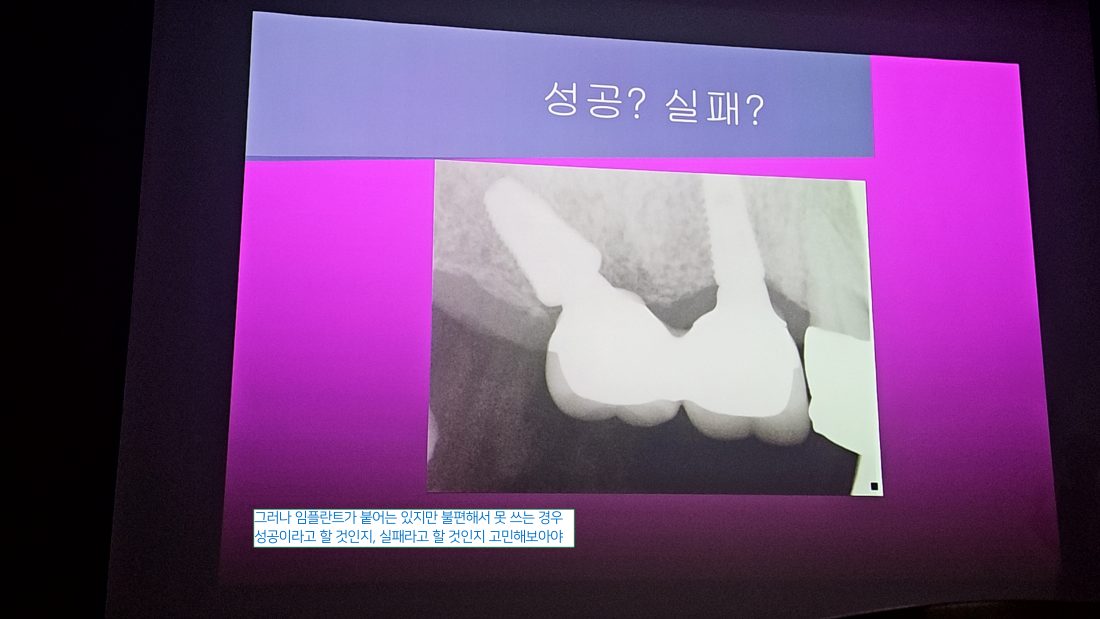 성공? 실패?
그러나 임플란트가 붙어는 있지만 불편해서 못 쓰는 경우
성공이라고 할 것인지, 실패라고 할 것인지 고민해보아야